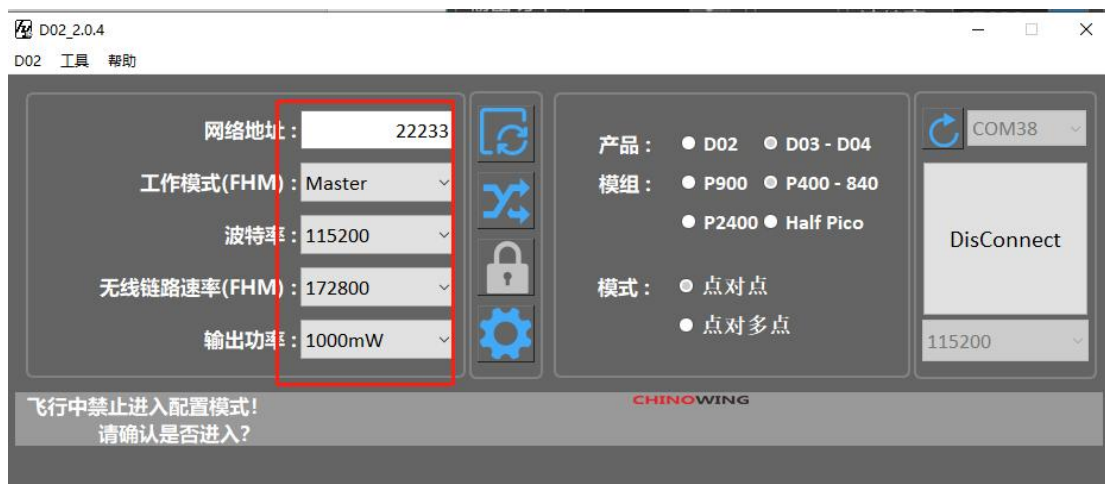 D02_2.0.4
D02 工具 帮助
网络地址： 22233
工作模式(FHM)： Master
波特率： 115200
无线链路速率(FHM)： 172800
输出功率： 1000mW
产品： D02 D03 - D04
模组： P900 P400 - 840
P2400 Half Pico
模式： 点对点
点对多点
COM38
DisConnect
115200
飞行中禁止进入配置模式！
请确认是否进入？
CHINOWING